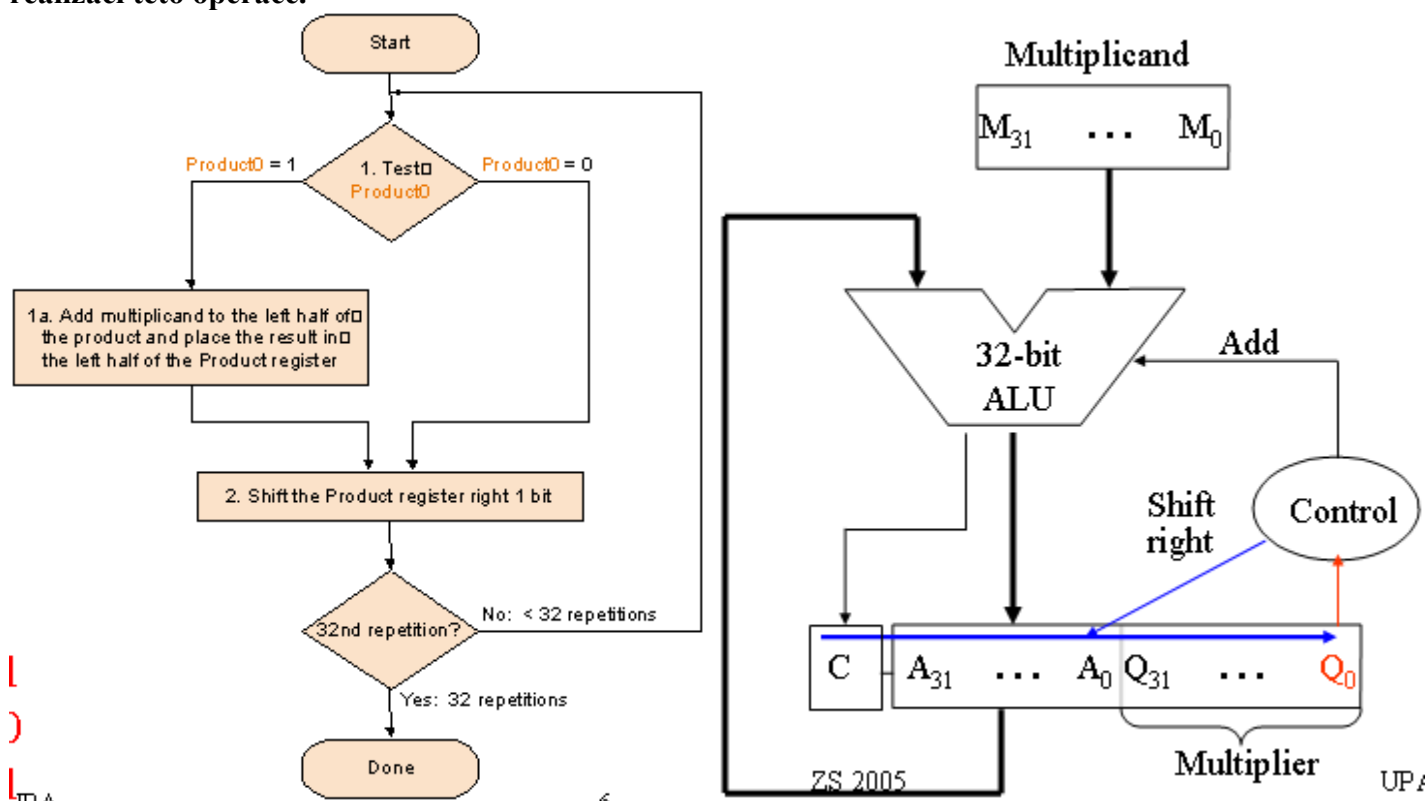 realizaci této operace.
Start
Product0 = 1
1. Test
Product0
Product0 = 0
1a. Add multiplicand to the left half of
the product and place the result in
the left half of the Product register
2. Shift the Product register right 1 bit
32nd repetition?
No: < 32 repetitions
Yes: 32 repetitions
Done
Multiplicand
M31 ... M0
32-bit
ALU
Add
Control
Shift
right
C A31 ... A0 Q31 ... Q0
Multiplier
ZS 2005